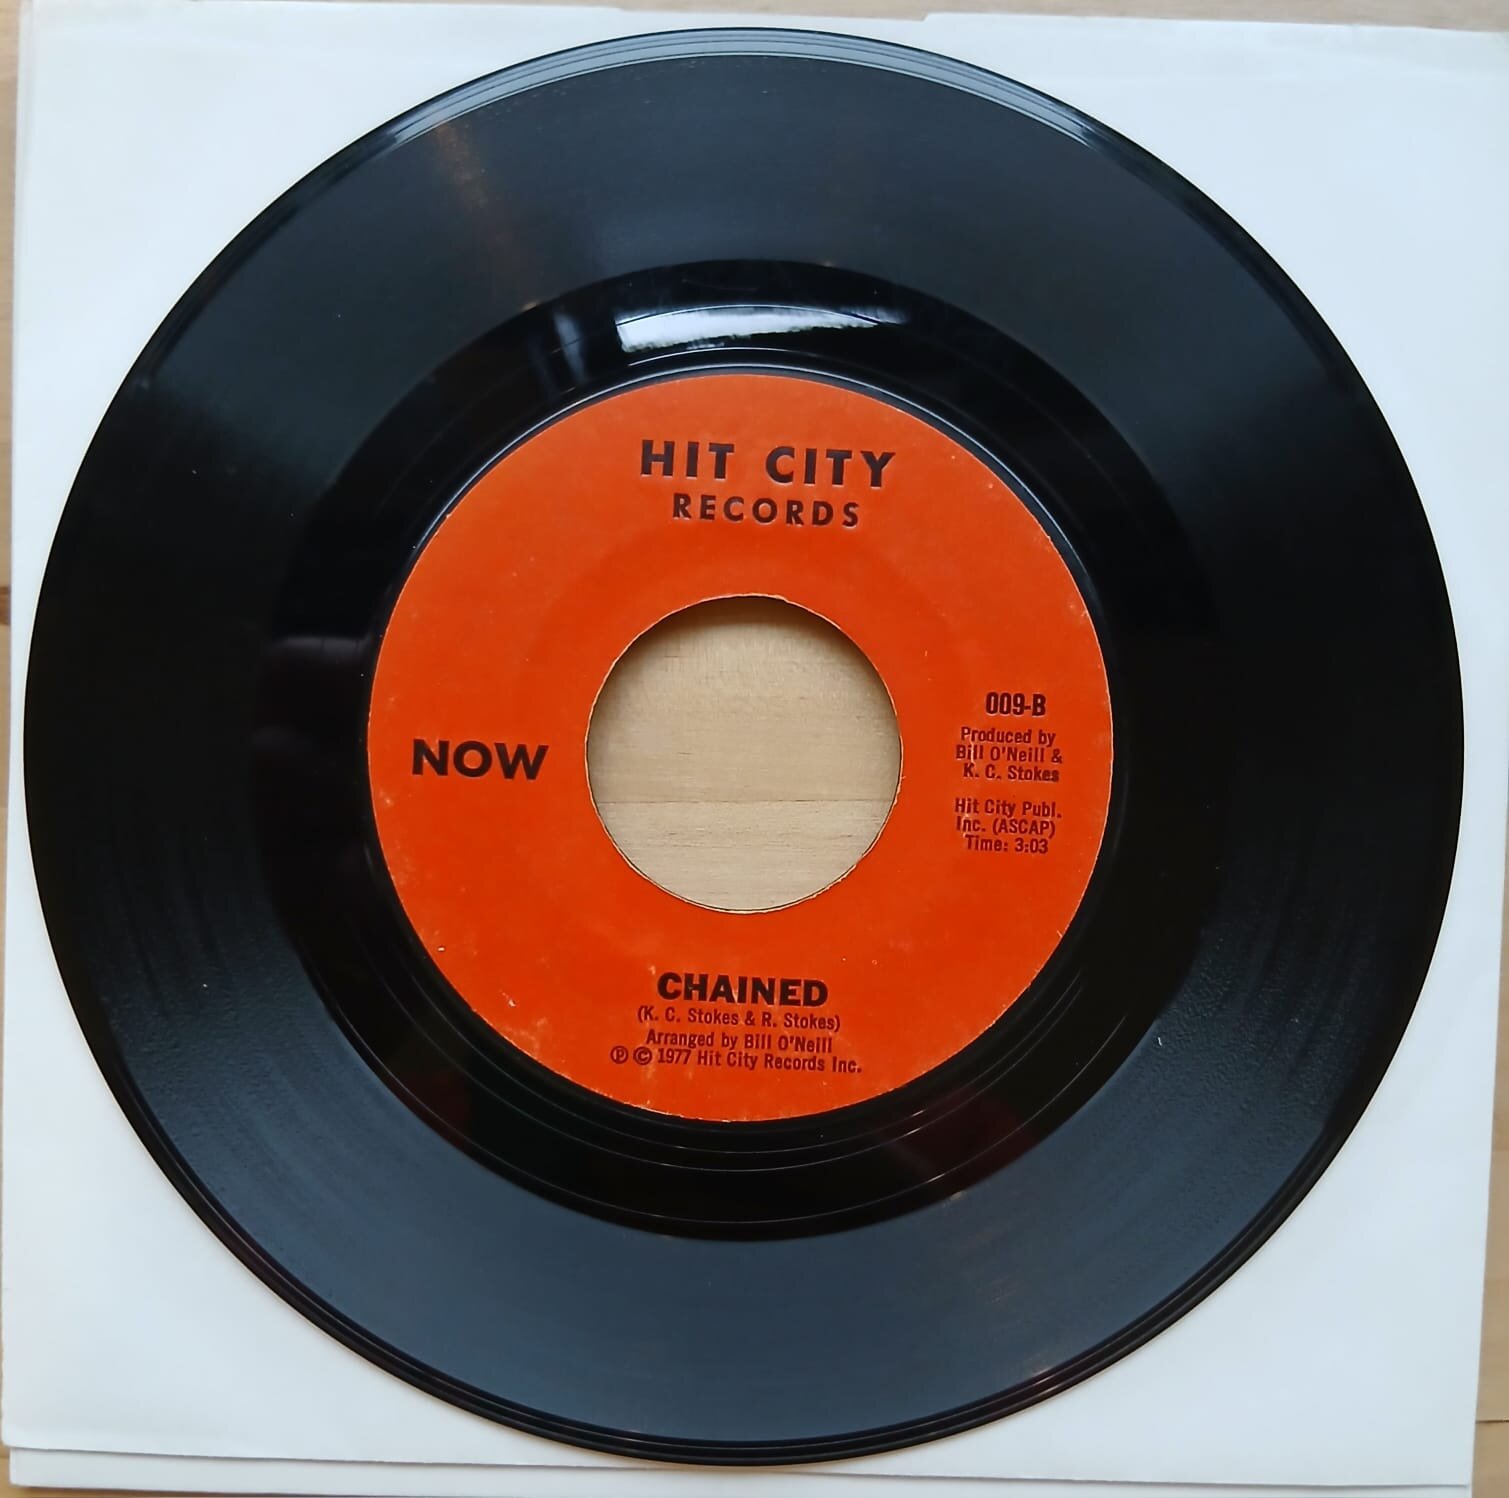 HIT CITY
RECORDS
NOW
009-B
Produced by
Bill O'Neill &
K. C. Stokes
Hit City Publ.
Inc. (ASCAP)
Time: 3:03
CHAINED
(K. C. Stokes & R. Stokes)
Arranged by Bill O'Neill
℗ © 1977 Hit City Records Inc.